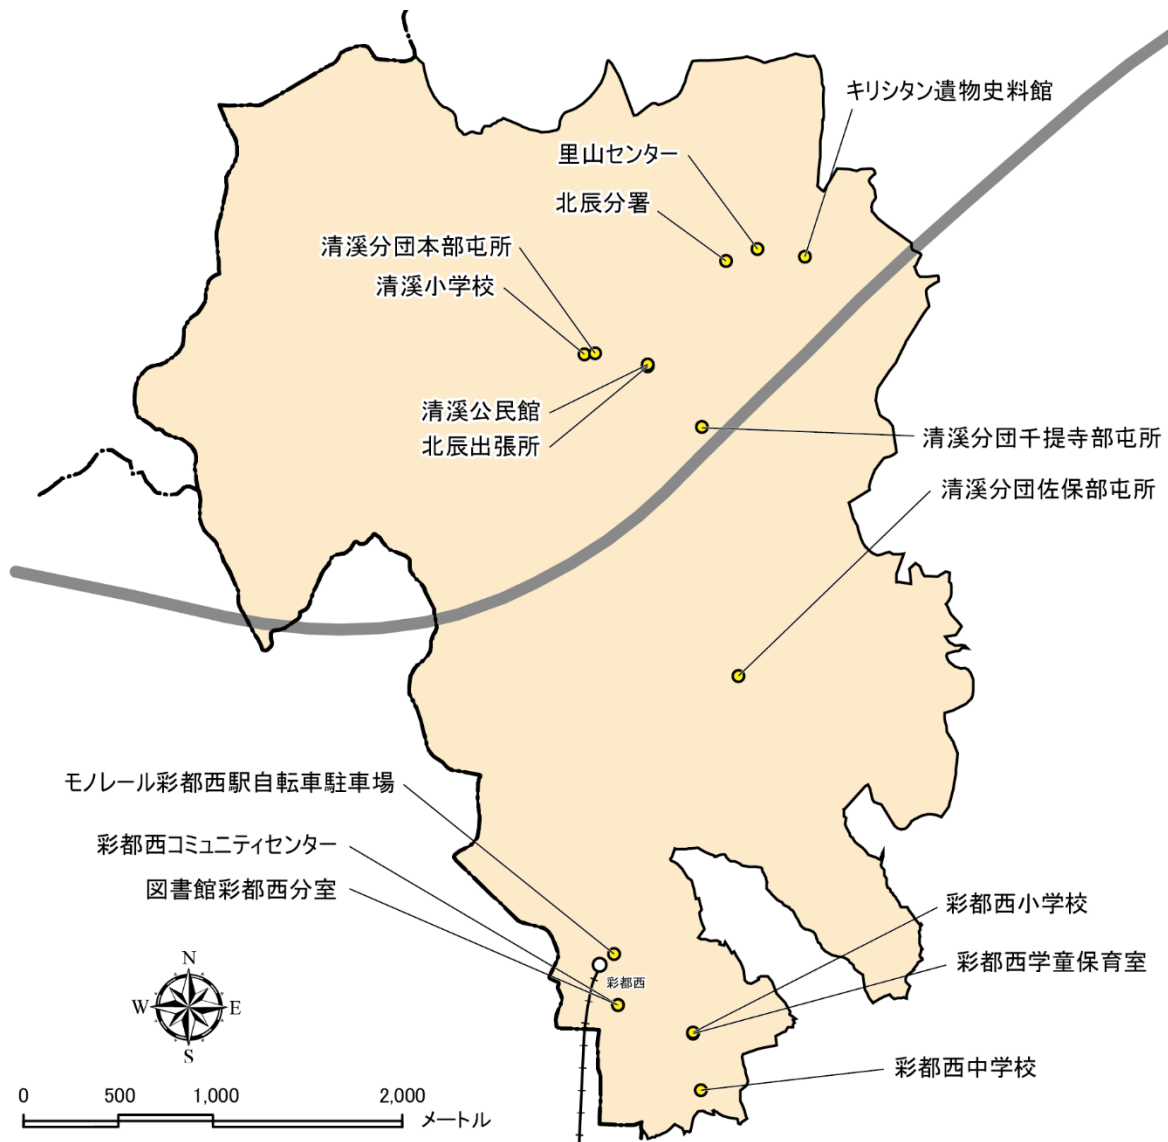 キリシタン遺物史料館
里山センター
北辰分署
清溪分団本部屯所
清溪小学校
清溪公民館
北辰出張所
清溪分団千提寺部屯所
清溪分団佐保部屯所
モノレール彩都西駅自転車駐車場
彩都西コミュニティセンター
図書館彩都西分室
彩都西小学校
彩都西学童保育室
彩都西
彩都西中学校
N
W E
S
0 500 1,000 2,000
メートル